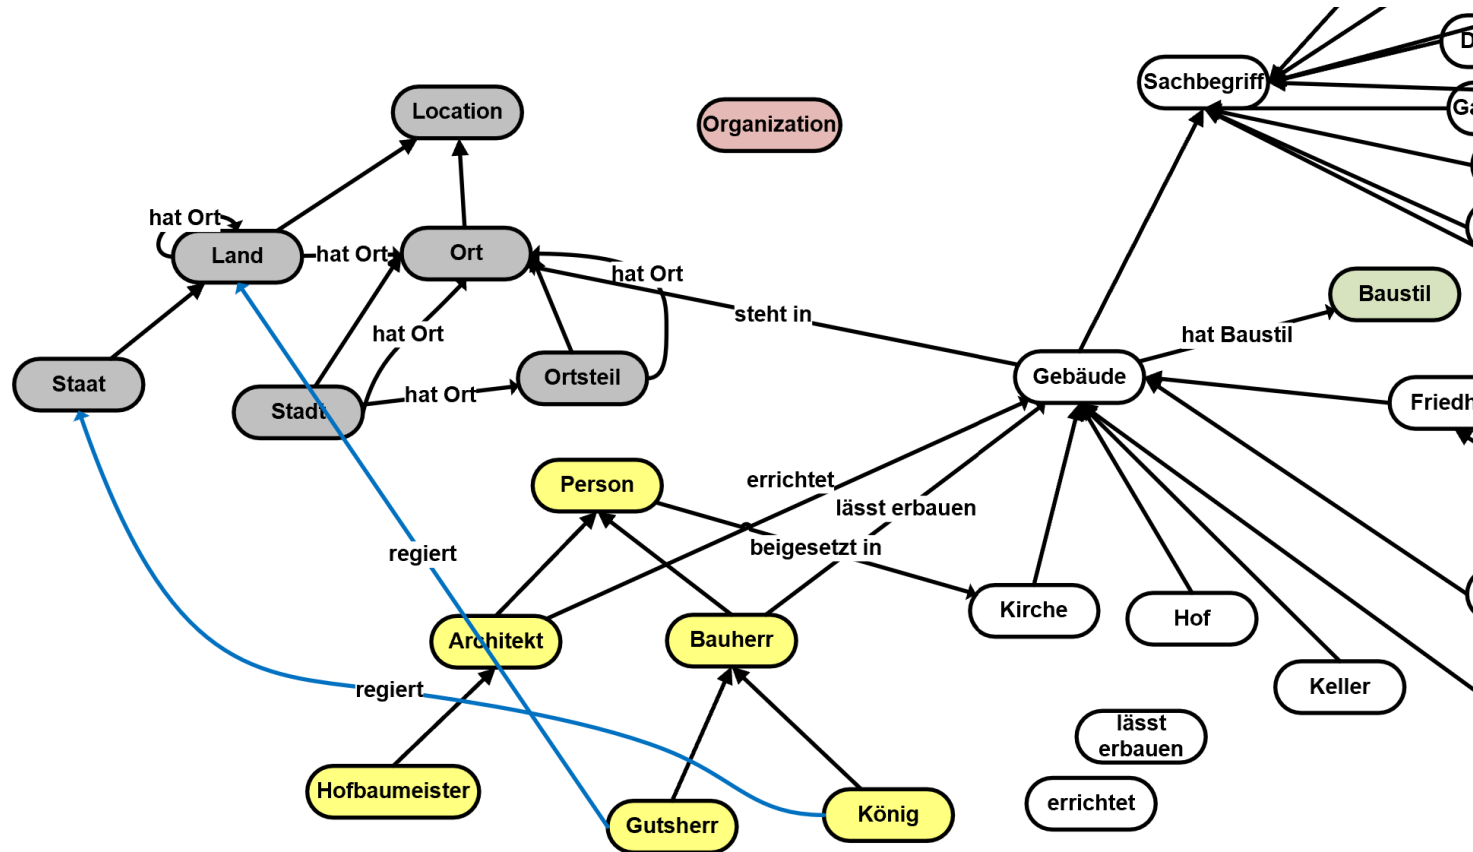 Sachbegriff
Location
Organization
hat Ort
Land
hat Ort
Ort
hat Ort
steht in
Baustil
hat Baustil
hat Ort
Staat
Stadt
hat Ort
Ortsteil
Gebäude
Person
errichtet
lässt erbauen
regiert
beigesetzt in
Kirche
Hof
Architekt
Bauherr
regiert
Keller
lässt
erbauen
Hofbaumeister
errichtet
Gutsherr
König